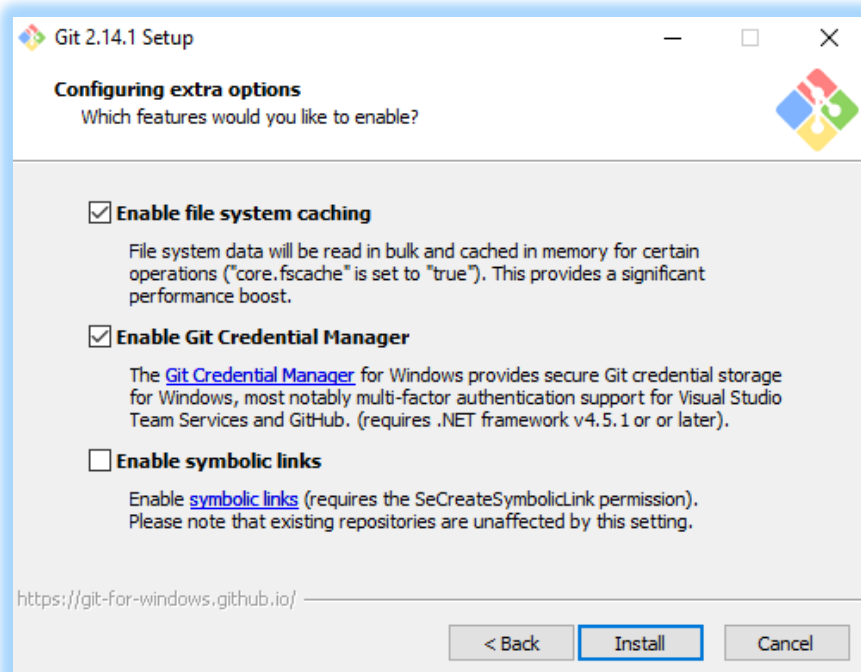 Git 2.14.1 Setup
Configuring extra options
Which features would you like to enable?
Enable file system caching
File system data will be read in bulk and cached in memory for certain
operations ("core.fscache" is set to "true"). This provides a significant
performance boost.
Enable Git Credential Manager
The Git Credential Manager for Windows provides secure Git credential storage
for Windows, most notably multi-factor authentication support for Visual Studio
Team Services and GitHub. (requires .NET framework v4.5.1 or or later).
Enable symbolic links
Enable symbolic links (requires the SeCreateSymbolicLink permission).
Please note that existing repositories are unaffected by this setting.
https://git-for-windows.github.io/
< Back Install Cancel